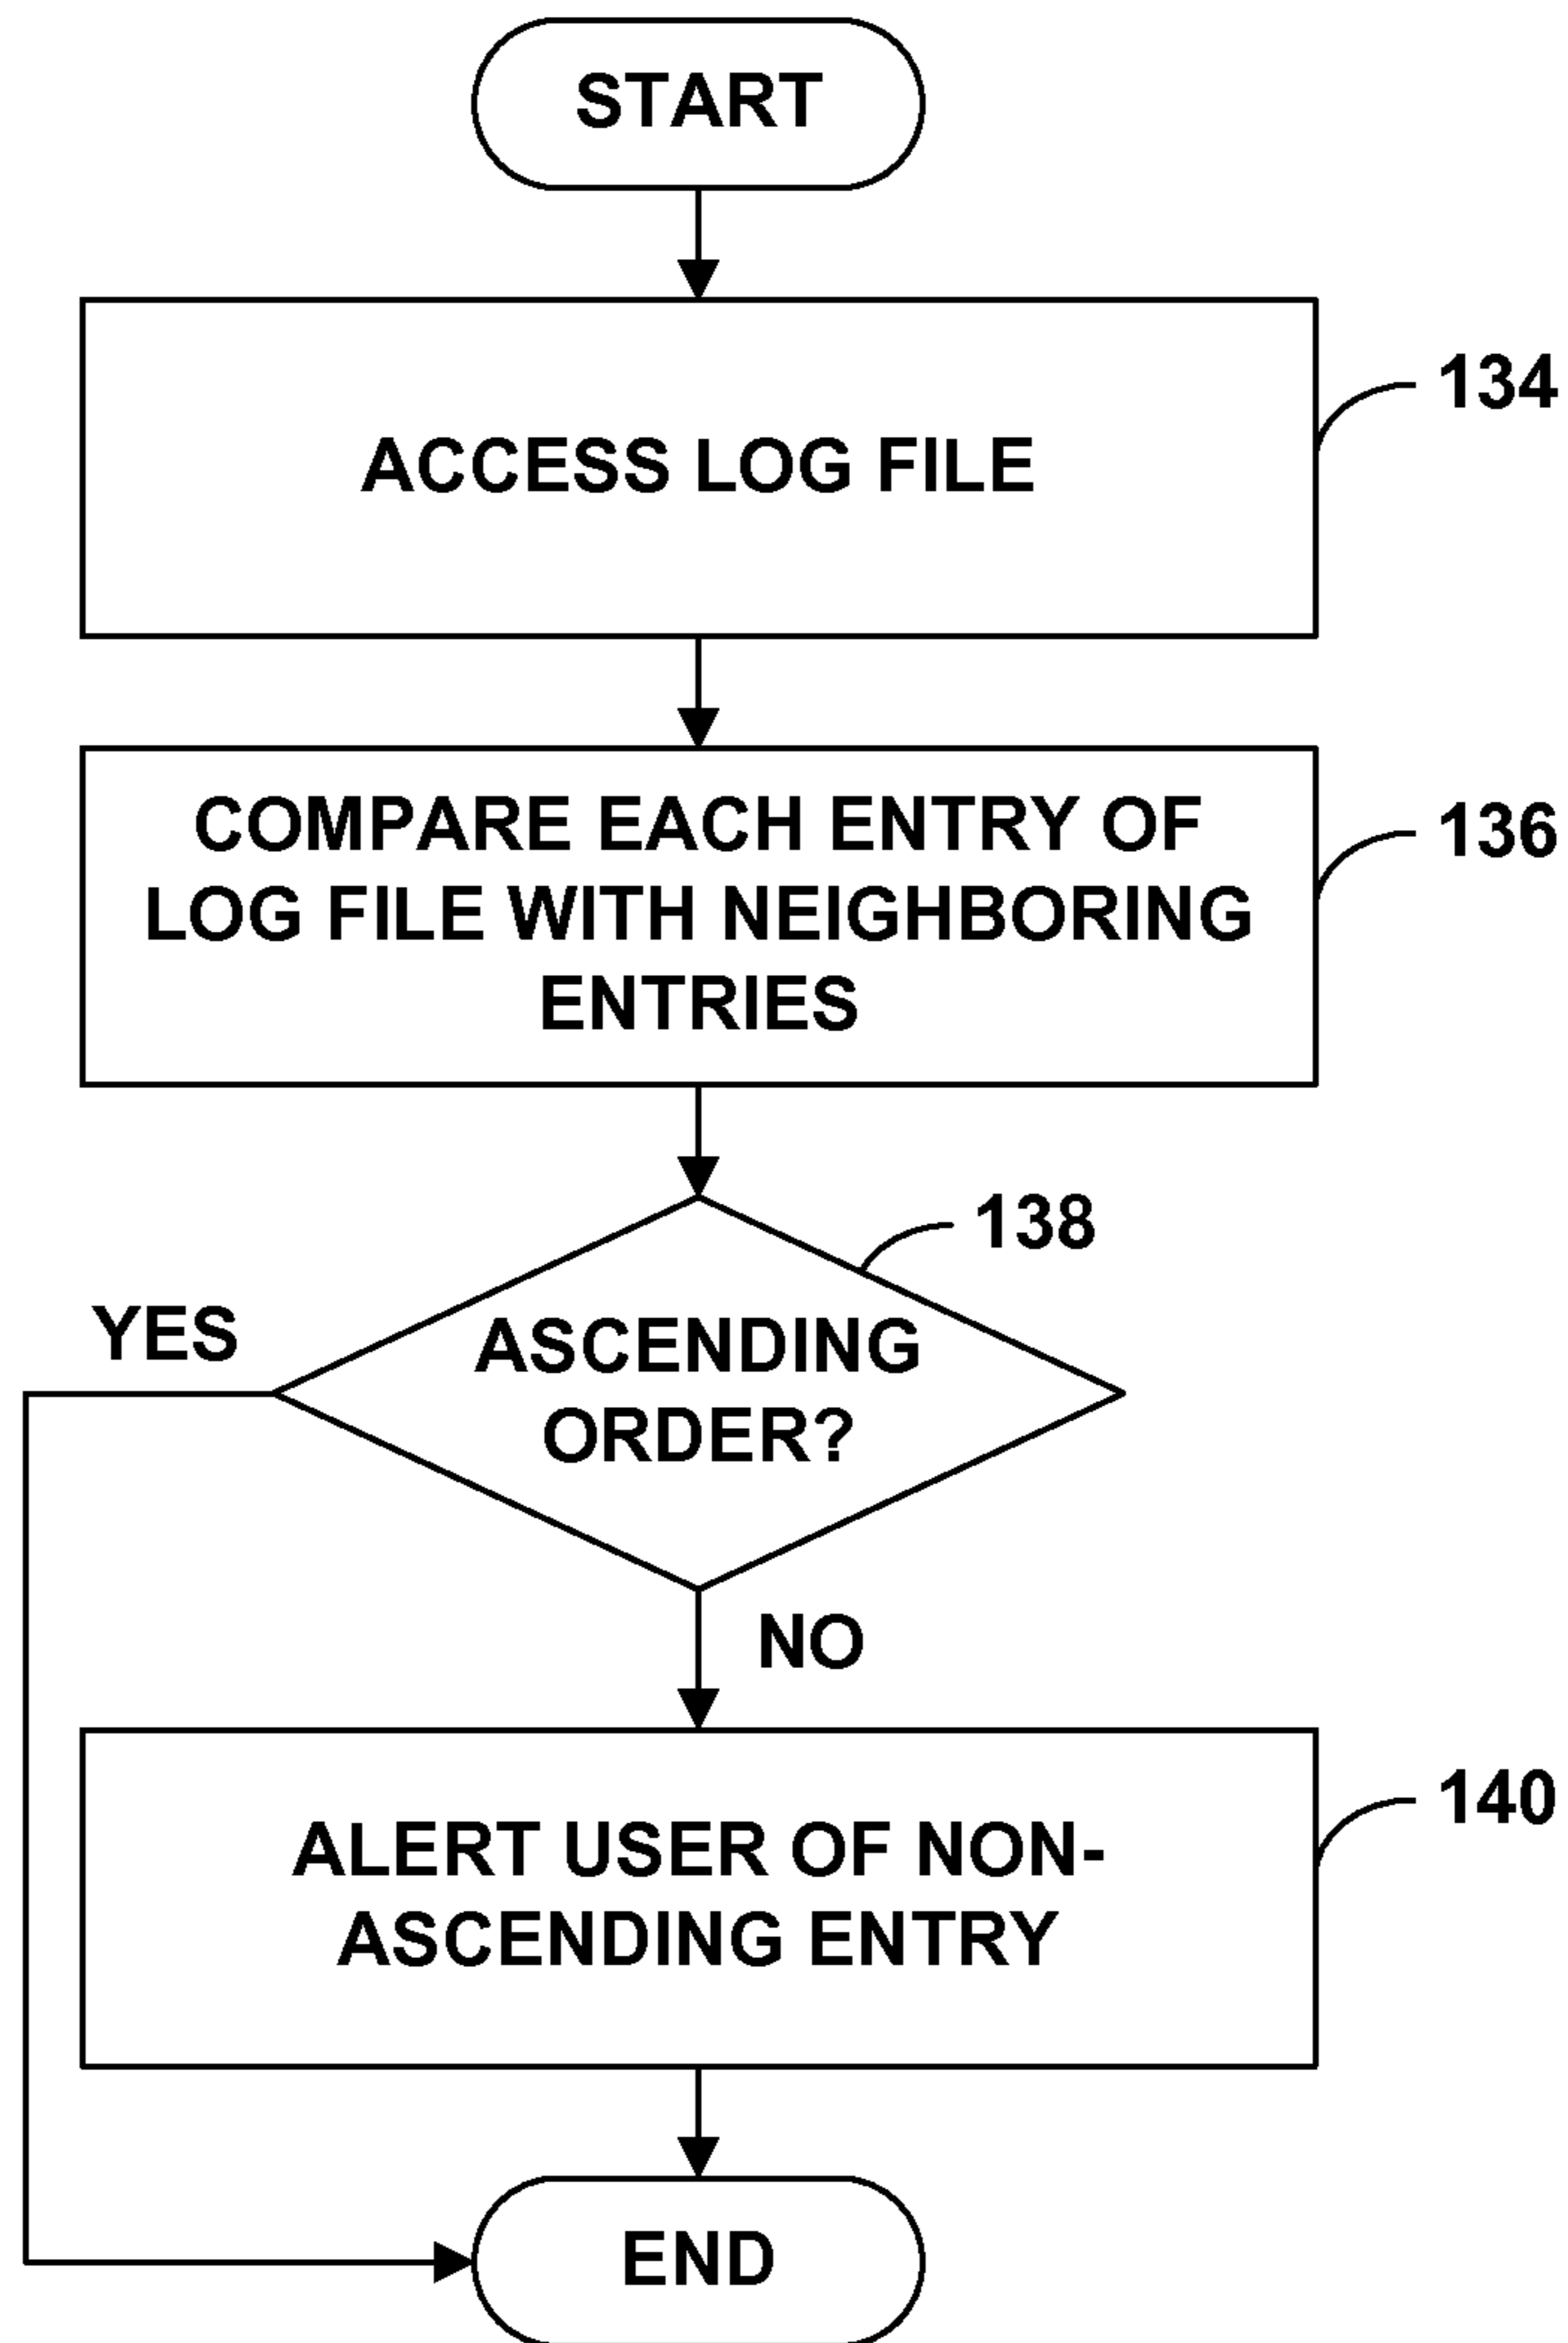 START
ACCESS LOG FILE
134
COMPARE EACH ENTRY OF
LOG FILE WITH NEIGHBORING
ENTRIES
136
138
ASCENDING
ORDER?
YES
NO
ALERT USER OF NON-
ASCENDING ENTRY
140
END